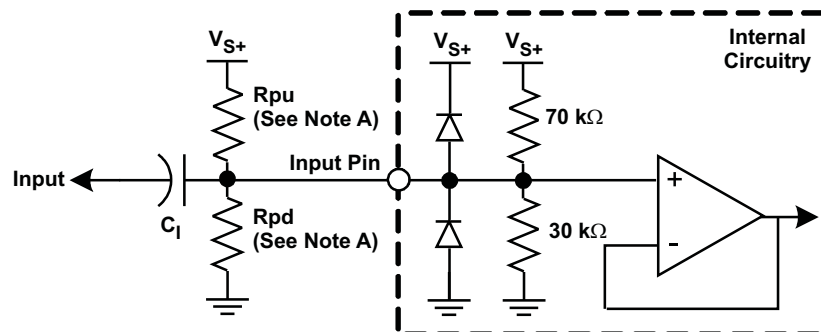 V_S+
V_S+
V_S+
Internal
Circuitry
Rpu
(See Note A)
70 kΩ
Input Pin
Input
+
C_I
Rpd
(See Note A)
30 kΩ
-